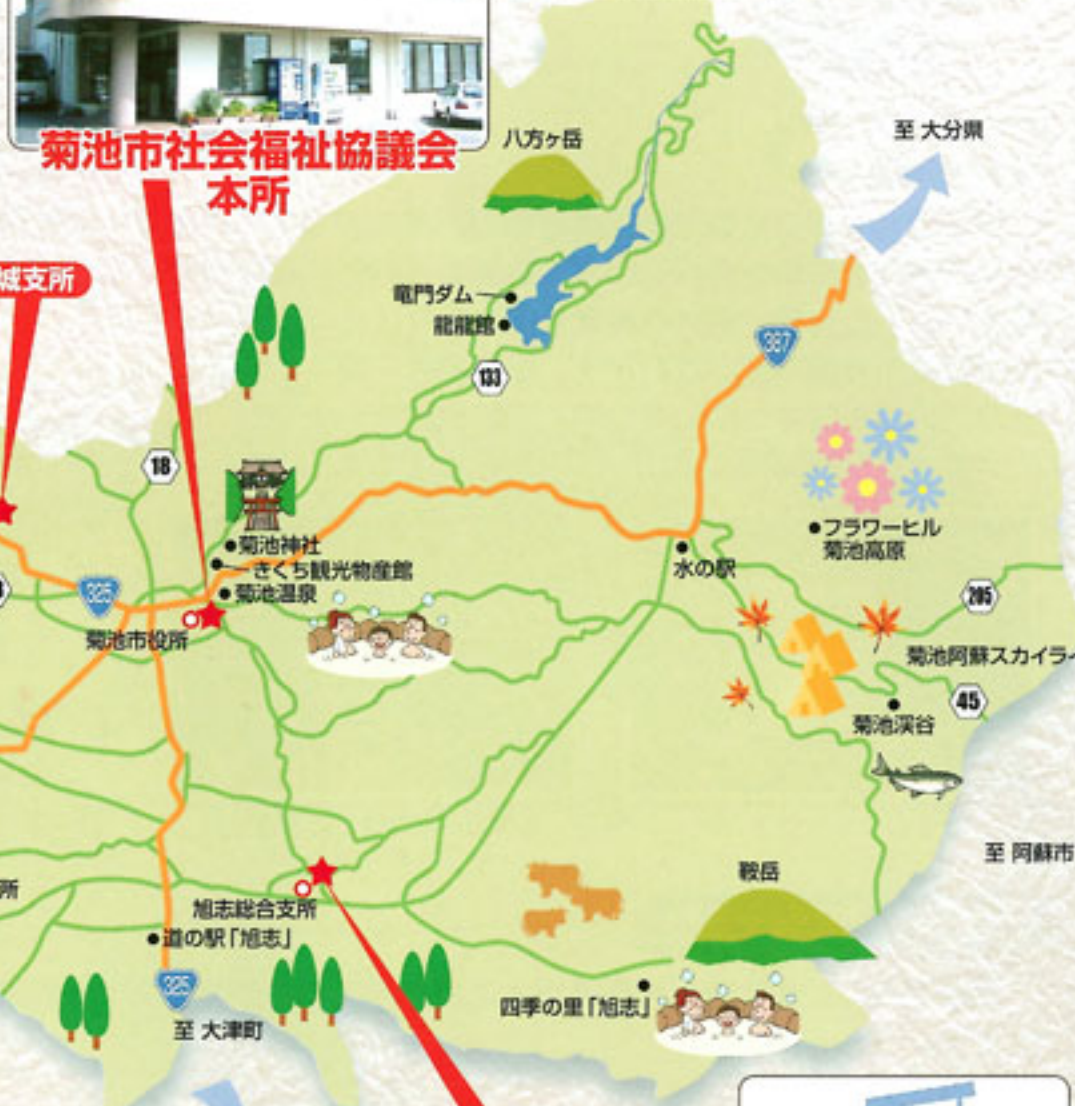 菊池市社会福祉協議会
本所
八方ヶ岳
至 大分県
城支所
竜門ダム
龍龍館
387
133
18
フラワーヒル
菊池高原
菊池神社
きくち観光物産館
菊池温泉
水の駅
325
205
菊池市役所
菊池阿蘇スカイライ
45
菊池渓谷
至 阿蘇市
鞍岳
所
旭志総合支所
道の駅「旭志」
325
四季の里「旭志」
至 大津町